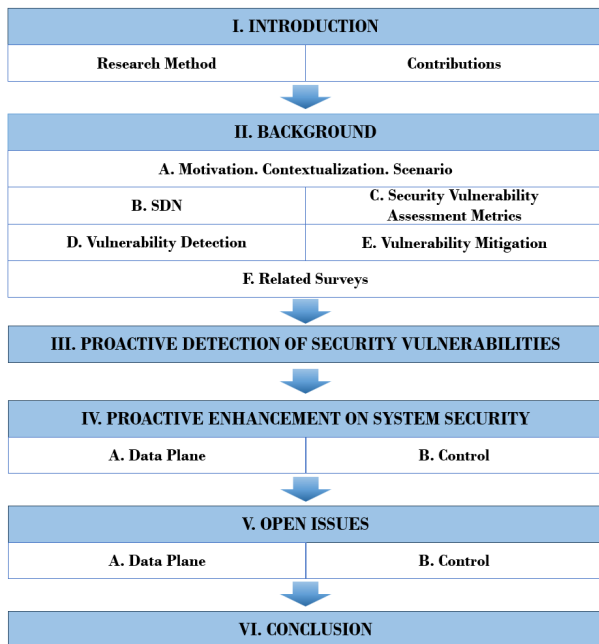 I. INTRODUCTION
Research Method
Contributions
II. BACKGROUND
A. Motivation. Contextualization. Scenario
B. SDN
C. Security Vulnerability
Assessment Metrics
D. Vulnerability Detection
E. Vulnerability Mitigation
F. Related Surveys
III. PROACTIVE DETECTION OF SECURITY VULNERABILITIES
IV. PROACTIVE ENHANCEMENT ON SYSTEM SECURITY
A. Data Plane
B. Control
V. OPEN ISSUES
A. Data Plane
B. Control
VI. CONCLUSION